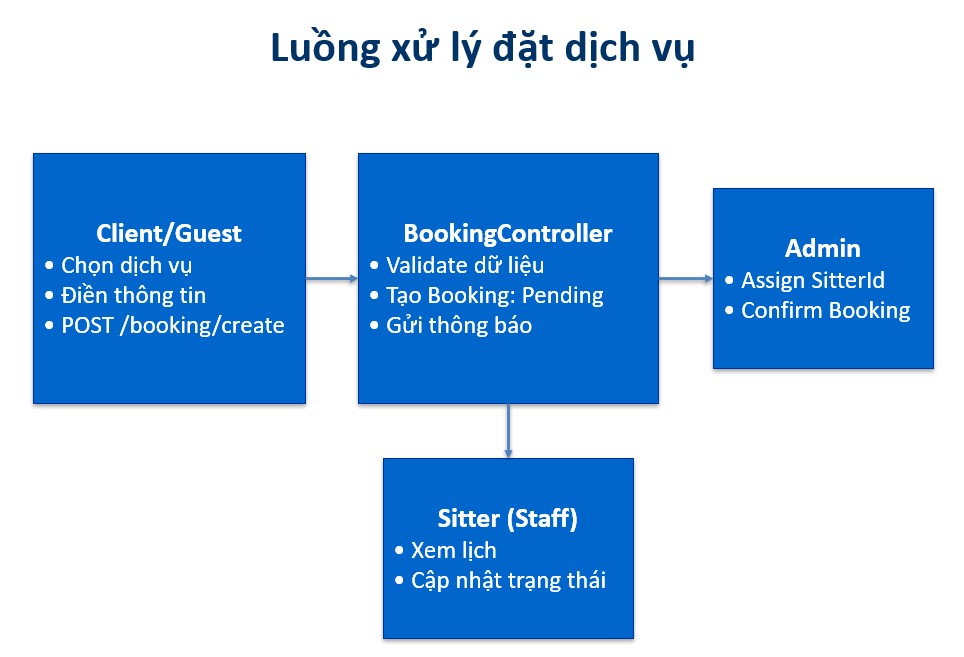 Luồng xử lý đặt dịch vụ
Client/Guest
• Chọn dịch vụ
• Điền thông tin
• POST /booking/create
BookingController
• Validate dữ liệu
• Tạo Booking: Pending
• Gửi thông báo
Admin
• Assign SitterId
• Confirm Booking
Sitter (Staff)
• Xem lịch
• Cập nhật trạng thái